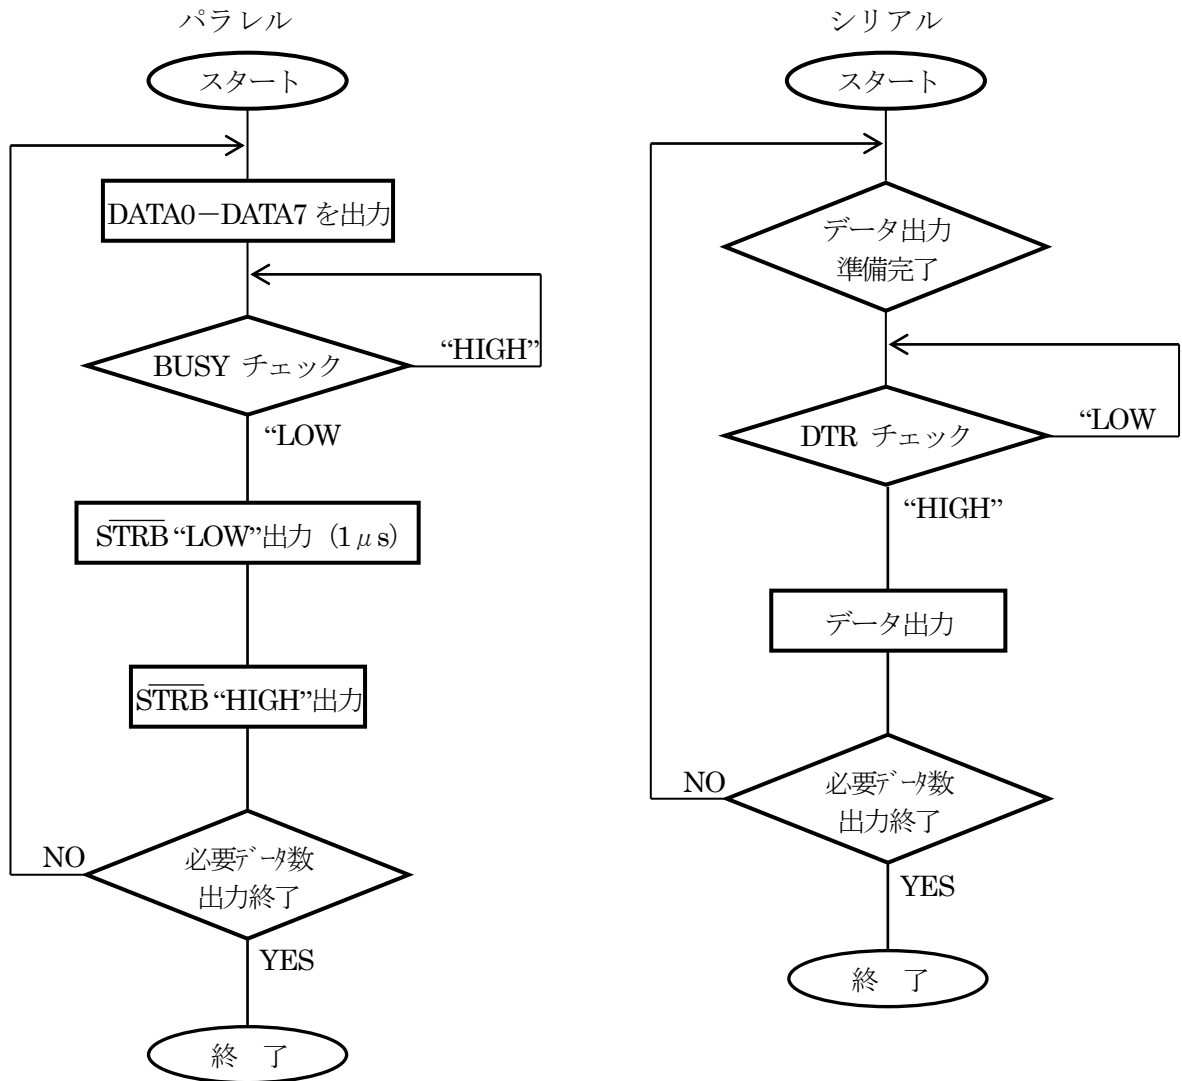 パラレル
スタート
DATA0－DATA7 を出力
BUSY チェック
“HIGH”
“LOW
STRB “LOW”出力（1μs）
STRB “HIGH”出力
NO
必要データ数
出力終了
YES
終　了
シリアル
スタート
データ出力
準備完了
DTR チェック
“LOW
“HIGH”
データ出力
NO
必要データ数
出力終了
YES
終　了